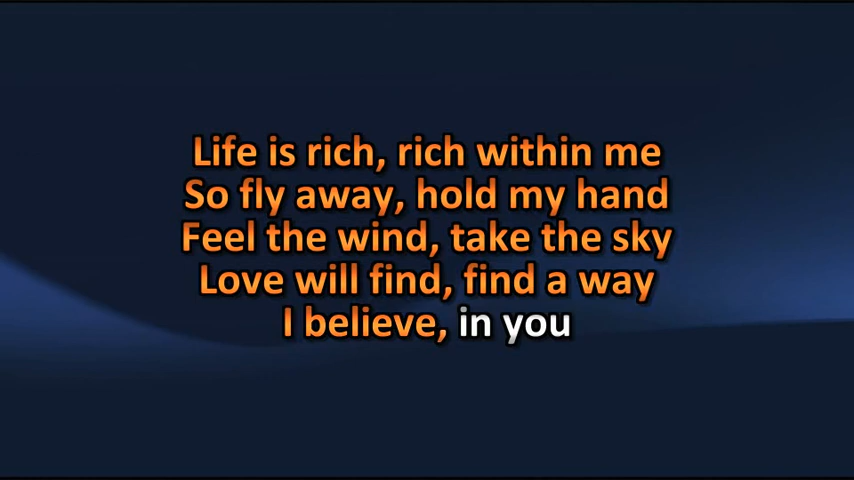 Life is rich, rich within me
So fly away, hold my hand
Feel the wind, take the sky
Love will find, find a way
I believe, in you